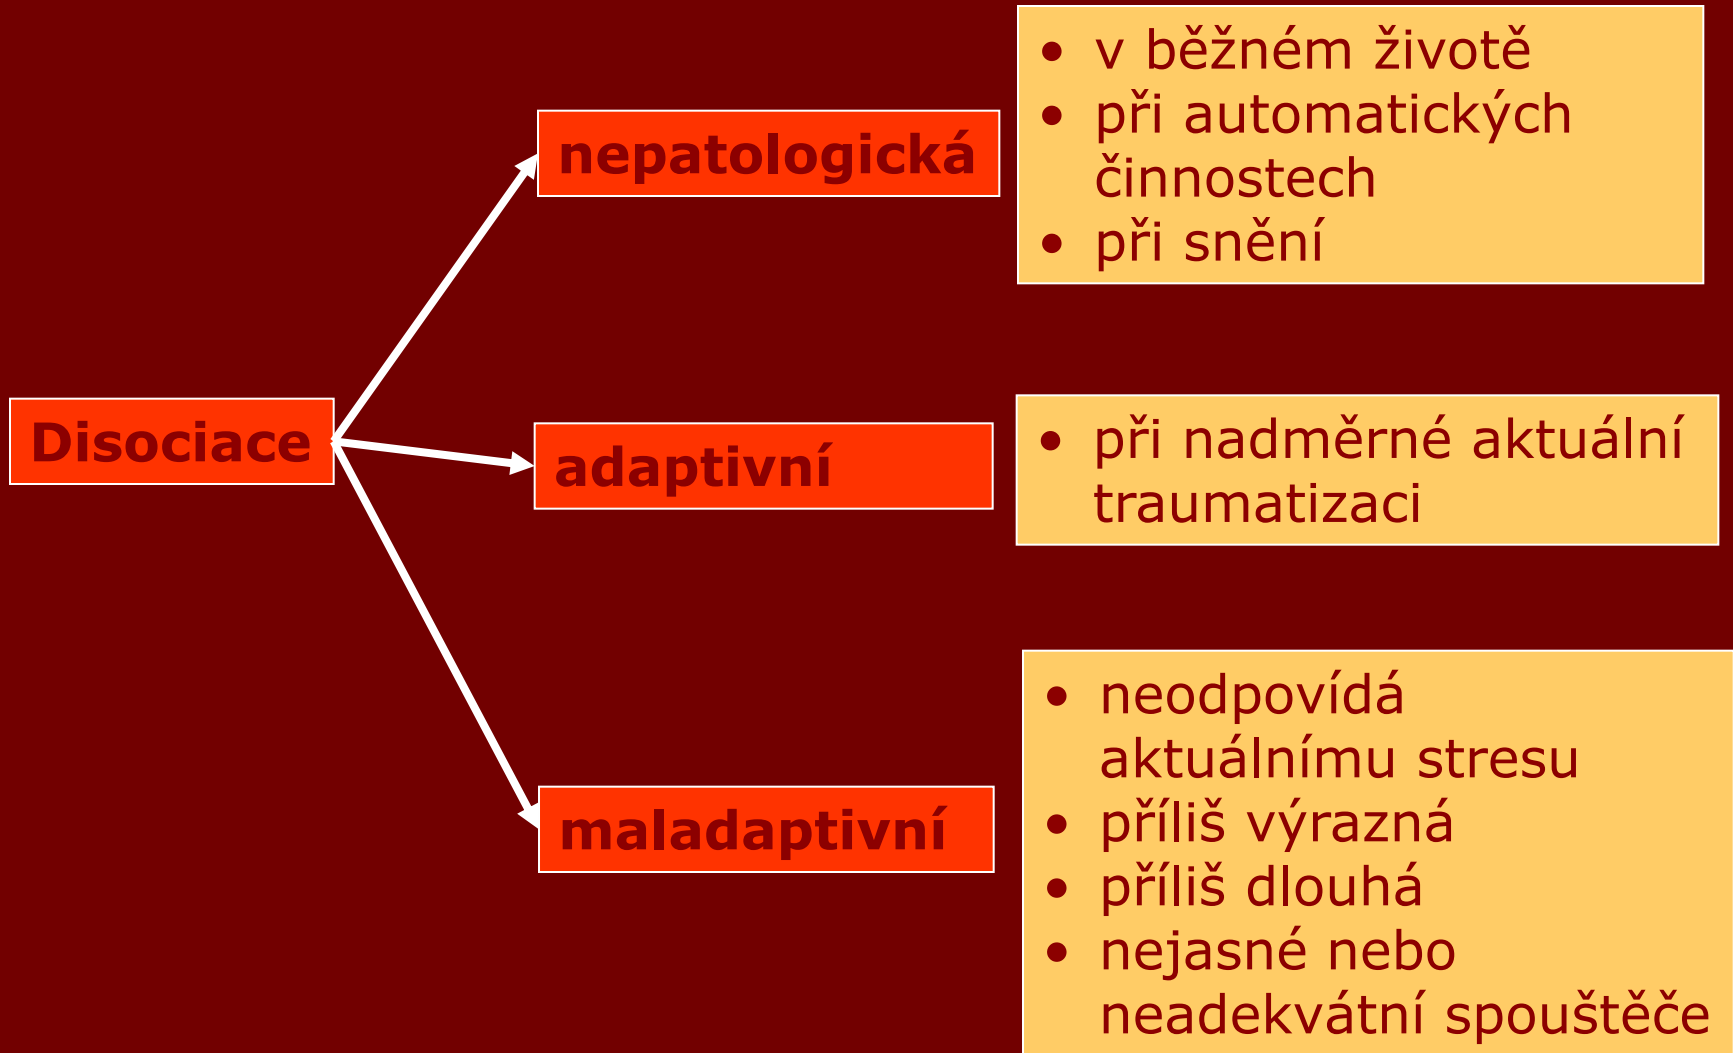 • v běžném životě
• při automatických
činnostech
• při snění
nepatologická
Disociace
adaptivní
• při nadměrné aktuální
traumatizaci
maladaptivní
• neodpovídá
aktuálnímu stresu
• příliš výrazná
• příliš dlouhá
• nejasné nebo
neadekvátní spouštěče